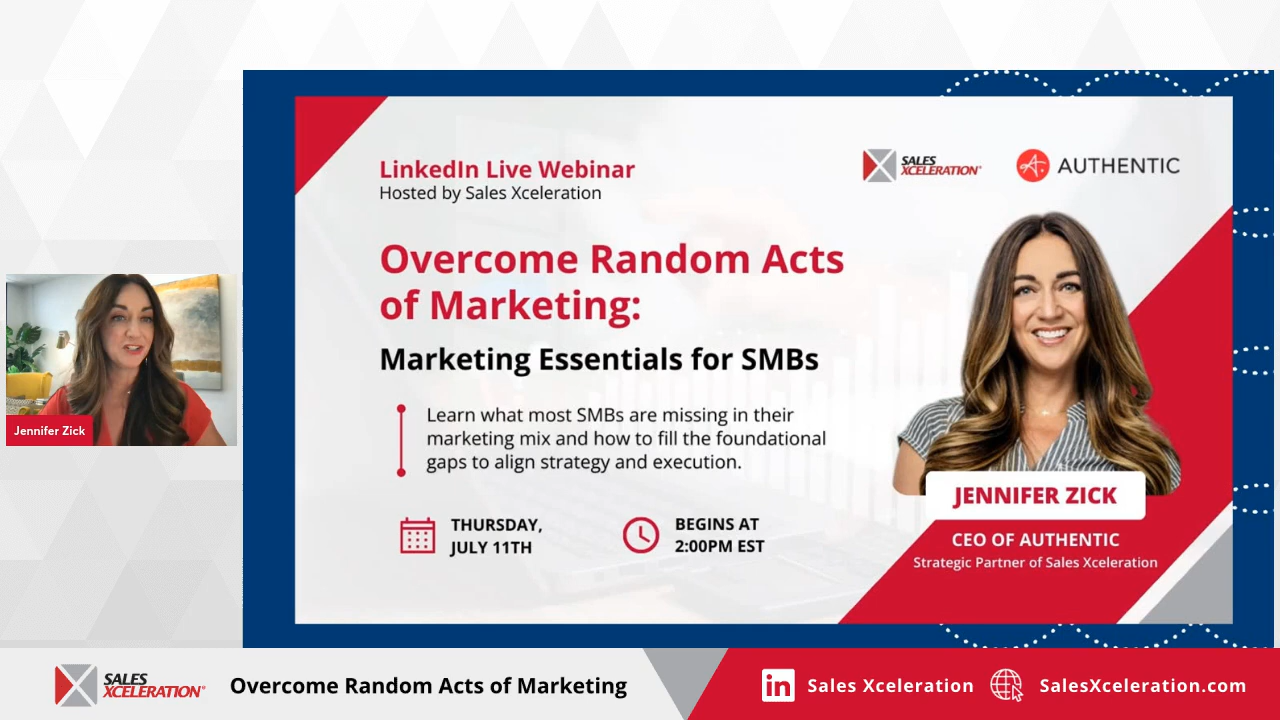 LinkedIn Live Webinar
Hosted by Sales Xceleration
SALES
XCELERATION®
AUTHENTIC
Overcome Random Acts
of Marketing:
Marketing Essentials for SMBs
Learn what most SMBs are missing in their
marketing mix and how to fill the foundational
gaps to align strategy and execution.
THURSDAY,
JULY 11TH
BEGINS AT
2:00PM EST
JENNIFER ZICK
CEO OF AUTHENTIC
Strategic Partner of Sales Xceleration
Jennifer Zick
SALES
XCELERATION®
Overcome Random Acts of Marketing
in
Sales Xceleration
SalesXceleration.com